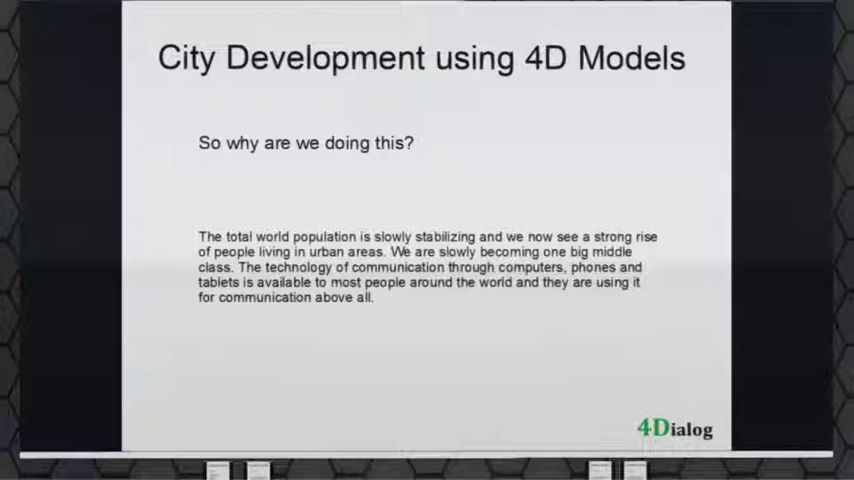 City Development using 4D Models
So why are we doing this?
The total world population is slowly stabilizing and we now see a strong rise
of people living in urban areas. We are slowly becoming one big middle
class. The technology of communication through computers, phones and
tablets is available to most people around the world and they are using it
for communication above all.
4Dialog